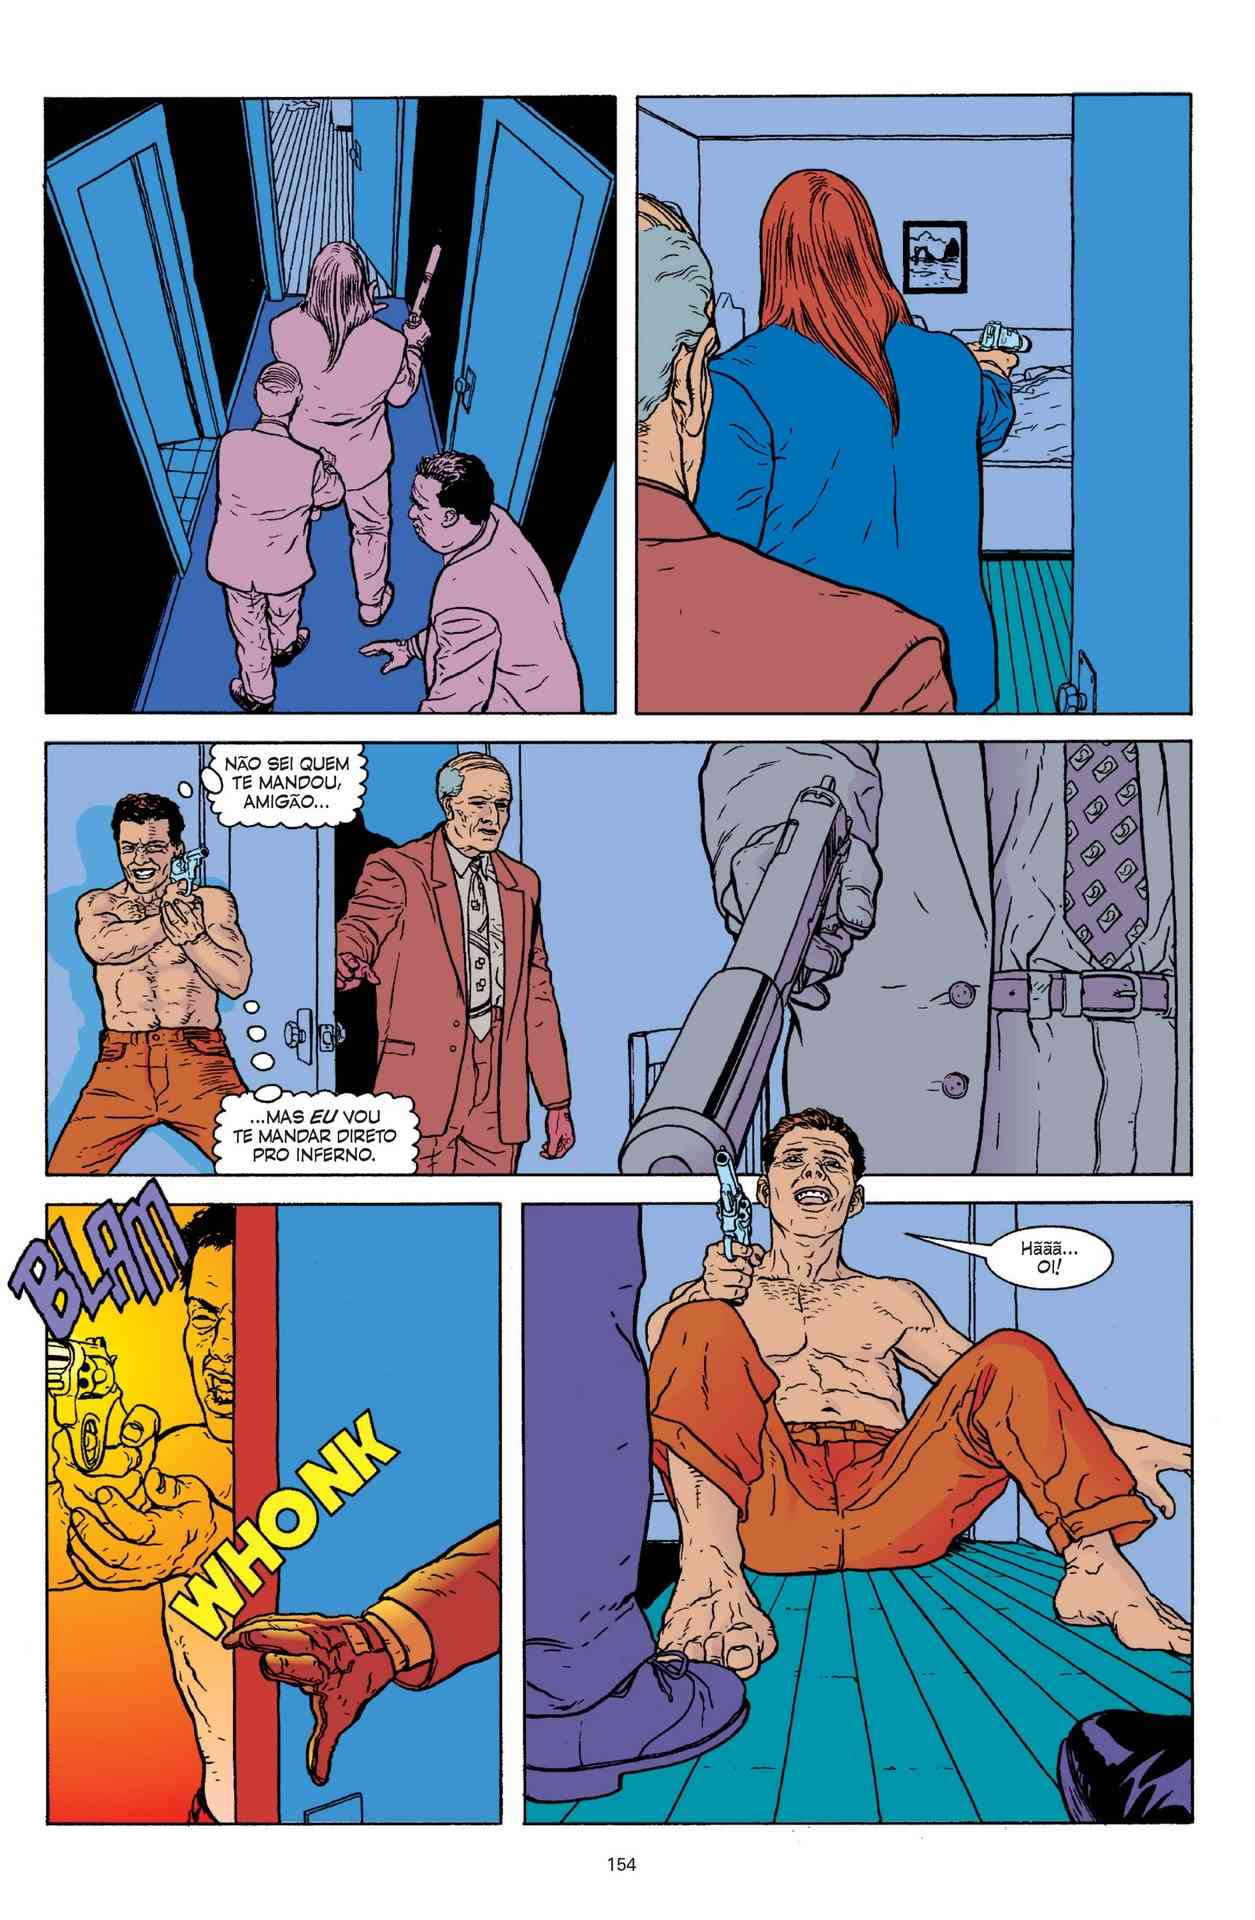 NÃO SEI QUEM
TE MANDOU,
AMIGÃO...
...MAS EU VOU
TE MANDAR DIRETO
PRO INFERNO.
BLAM
WHONK
Hããã...
OI!
154